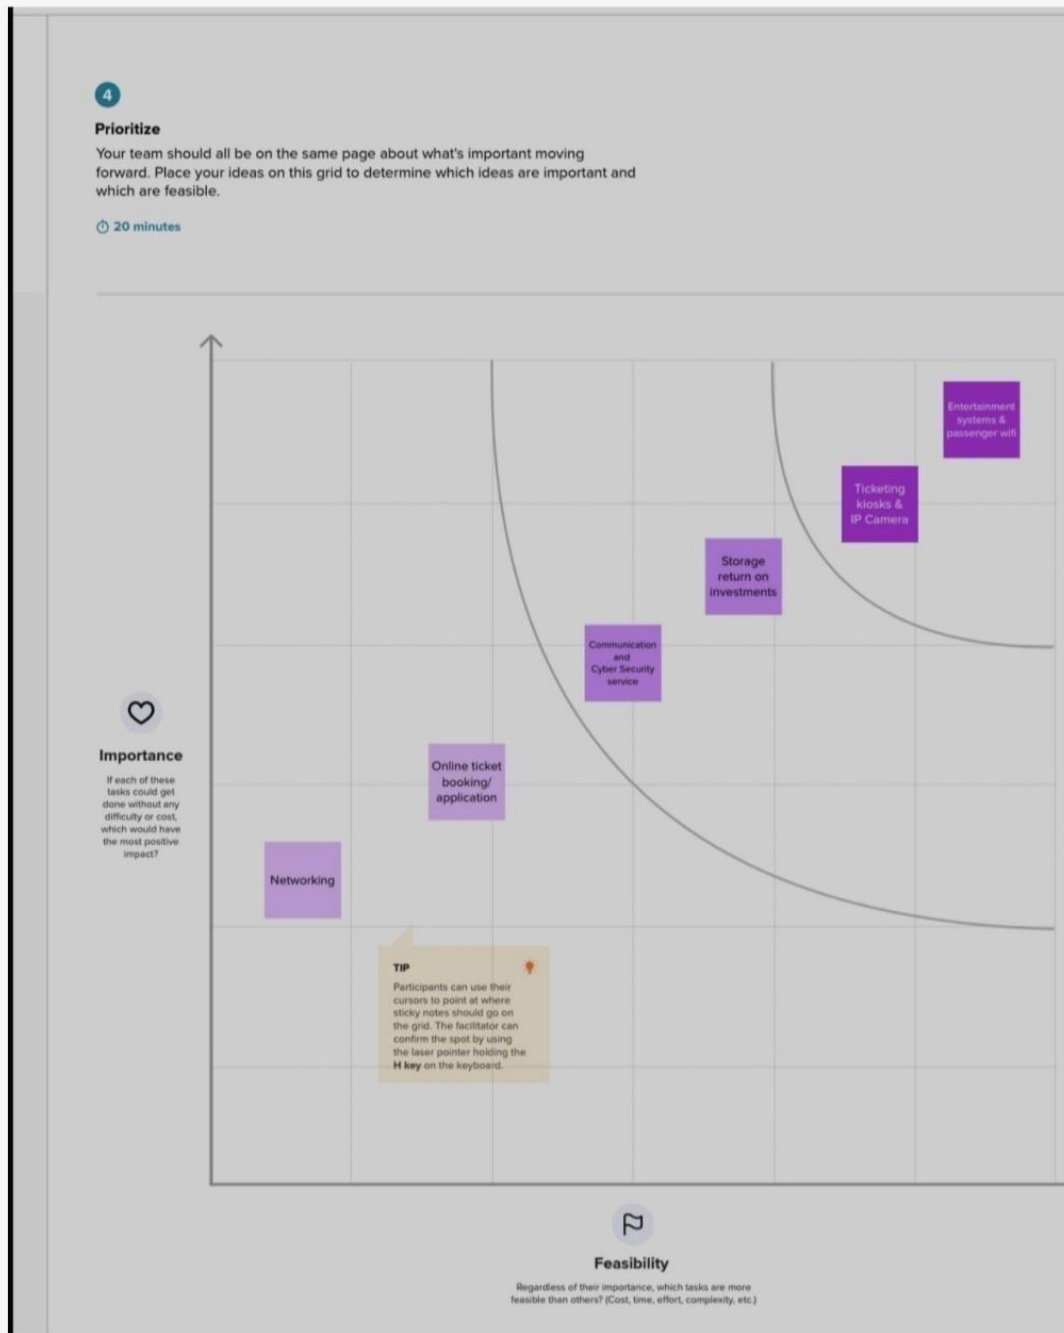 4
Prioritize
Your team should all be on the same page about what's important moving
forward. Place your ideas on this grid to determine which ideas are important and
which are feasible.
20 minutes
Entertainment
systems &
passenger wifi
Ticketing
kiosks &
IP Camera
Storage
return on
investments
Communication
and
Cyber Security
service
Importance
If each of these
tasks could get
done without any
difficulty or cost,
which would have
the most positive
impact?
Online ticket
booking/
application
Networking
TIP
Participants can use their
cursors to point at where
sticky notes should go on
the grid. The facilitator can
confirm the spot by using
the laser pointer holding the
H key on the keyboard.
Feasibility
Regardless of their importance, which tasks are more
feasible than others? (Cost, time, effort, complexity, etc.)